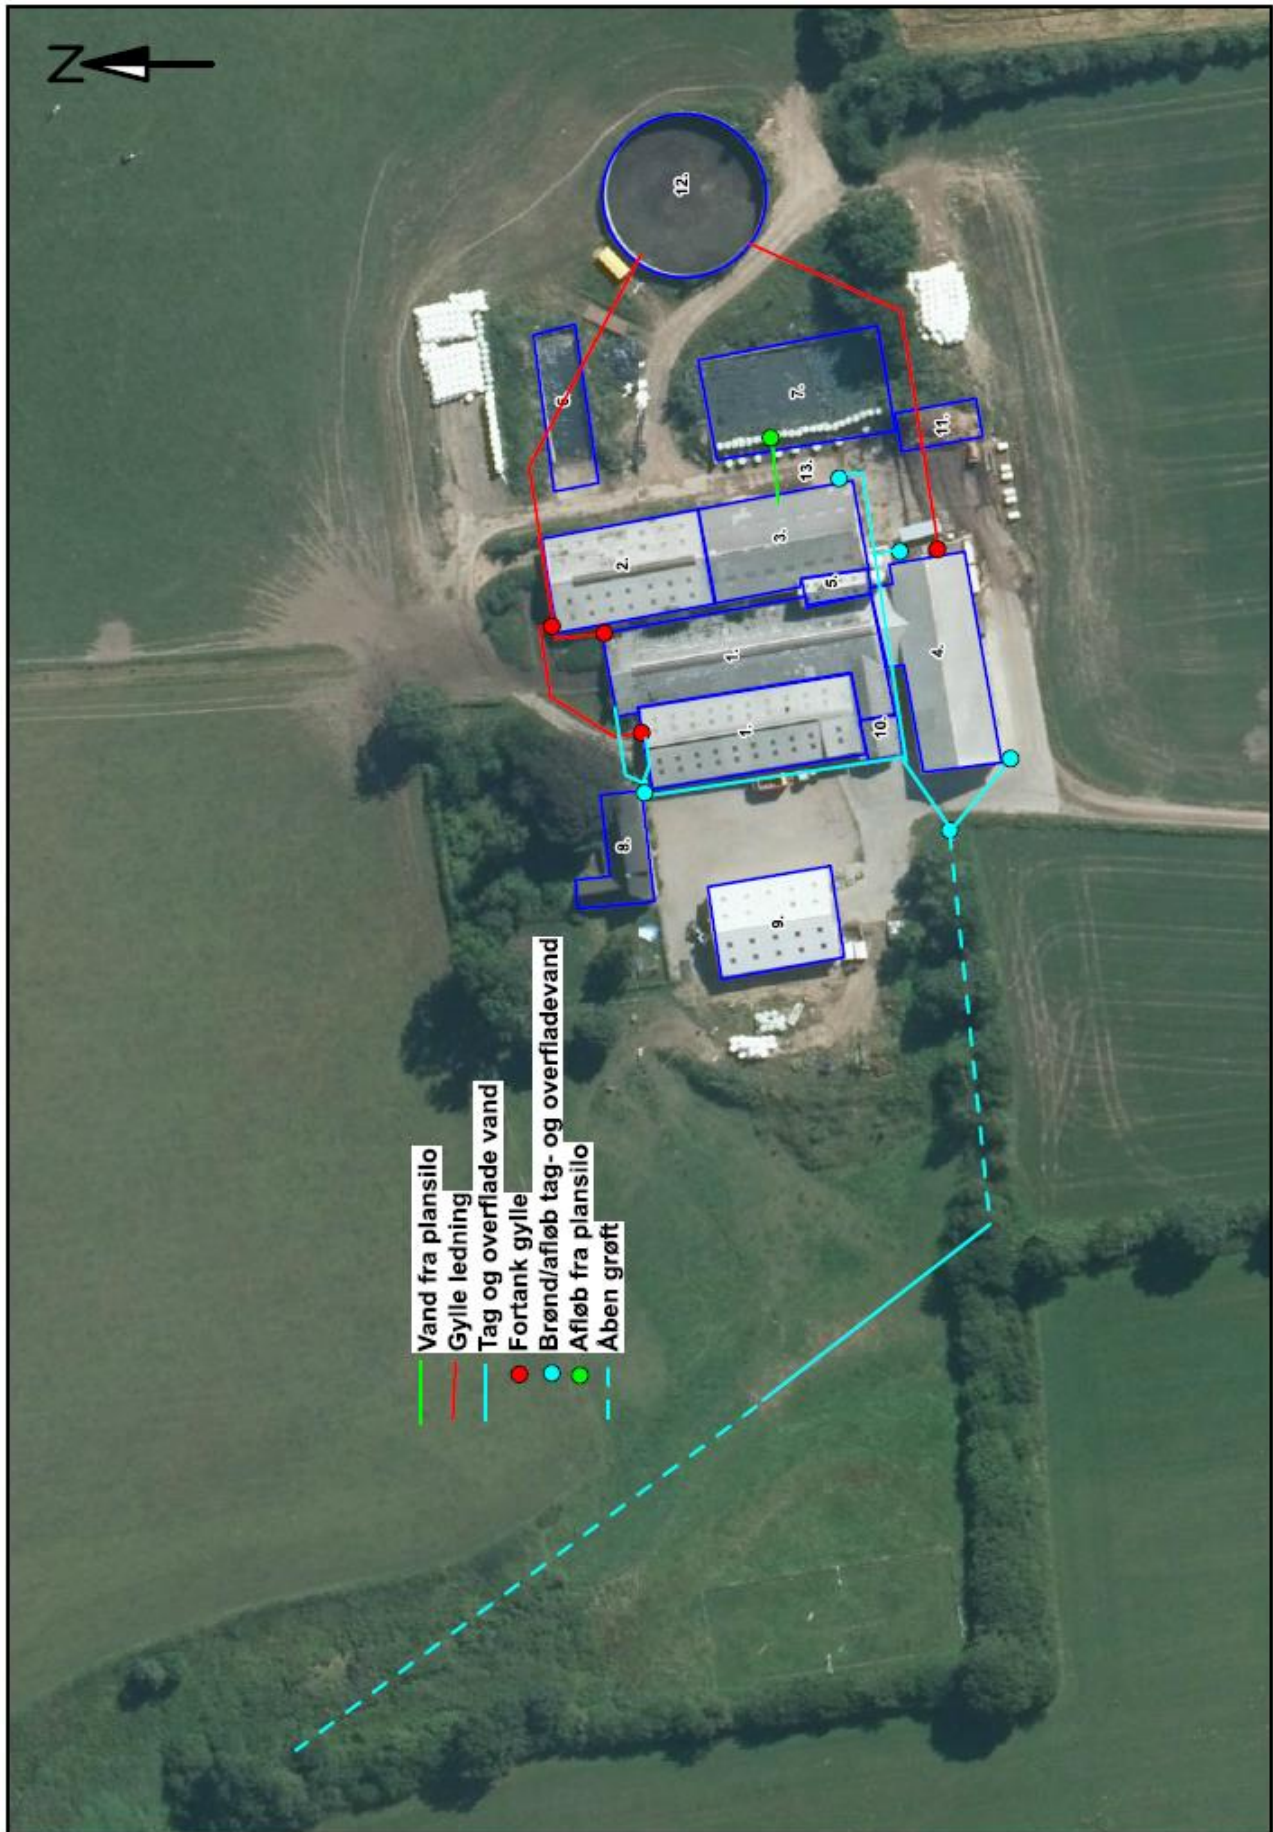 N
Vand fra plansilo
Gylle ledning
Tag og overflade vand
Fortank gylle
Brønd/afløb tag- og overfladevand
Afløb fra plansilo
Åben grøft
6.
8.
2.
12.
1.
1.
9.
3.
7.
13.
5.
10.
4.
11.